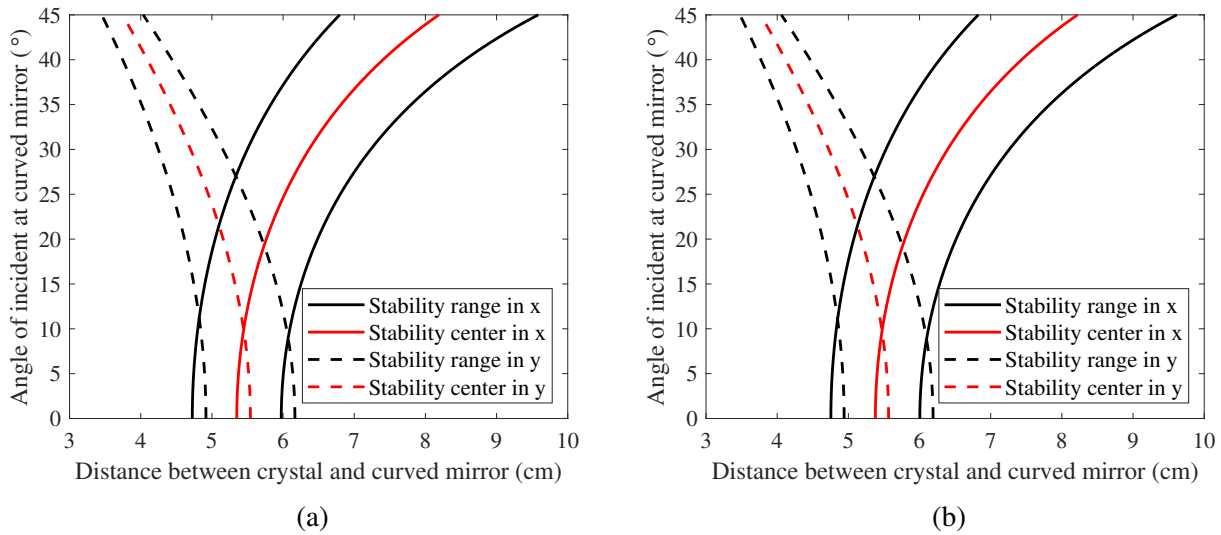 45
40
35
30
25
20
15
10
5
0
Angle of incident at curved mirror (°)
Stability range in x
Stability center in x
Stability range in y
Stability center in y
3 4 5 6 7 8 9 10
Distance between crystal and curved mirror (cm)
(a)
45
40
35
30
25
20
15
10
5
0
Angle of incident at curved mirror (°)
Stability range in x
Stability center in x
Stability range in y
Stability center in y
3 4 5 6 7 8 9 10
Distance between crystal and curved mirror (cm)
(b)